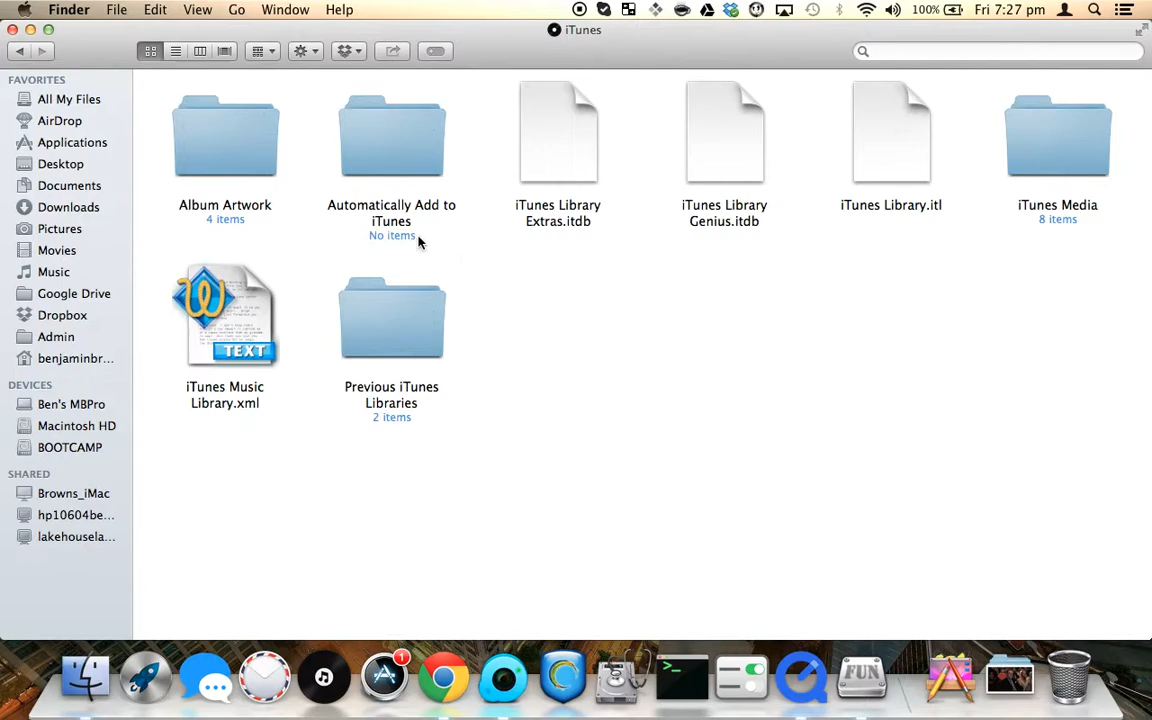 Finder File Edit View Go Window Help
100% Fri 7:27 pm
iTunes
FAVORITES
All My Files
AirDrop
Applications
Desktop
Documents
Downloads
Pictures
Movies
Music
Google Drive
Dropbox
Admin
benjaminbr...
DEVICES
Ben's MBPro
Macintosh HD
BOOTCAMP
SHARED
Browns_iMac
hp10604be...
lakehousela...
Album Artwork
4 items
Automatically Add to
iTunes
No items
iTunes Library
Extras.itdb
iTunes Library
Genius.itdb
iTunes Library.itl
iTunes Media
8 items
TEXT
iTunes Music
Library.xml
Previous iTunes
Libraries
2 items
1
FUN